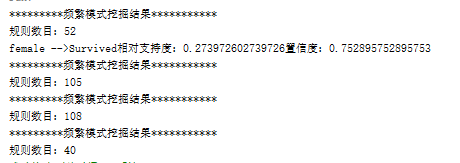 *********频繁模式挖掘结果***********
规则数目：52
female -->Survived相对支持度：0.273972602739726置信度：0.752895752895753
*********频繁模式挖掘结果***********
规则数目：105
*********频繁模式挖掘结果***********
规则数目：108
*********频繁模式挖掘结果***********
规则数目：40